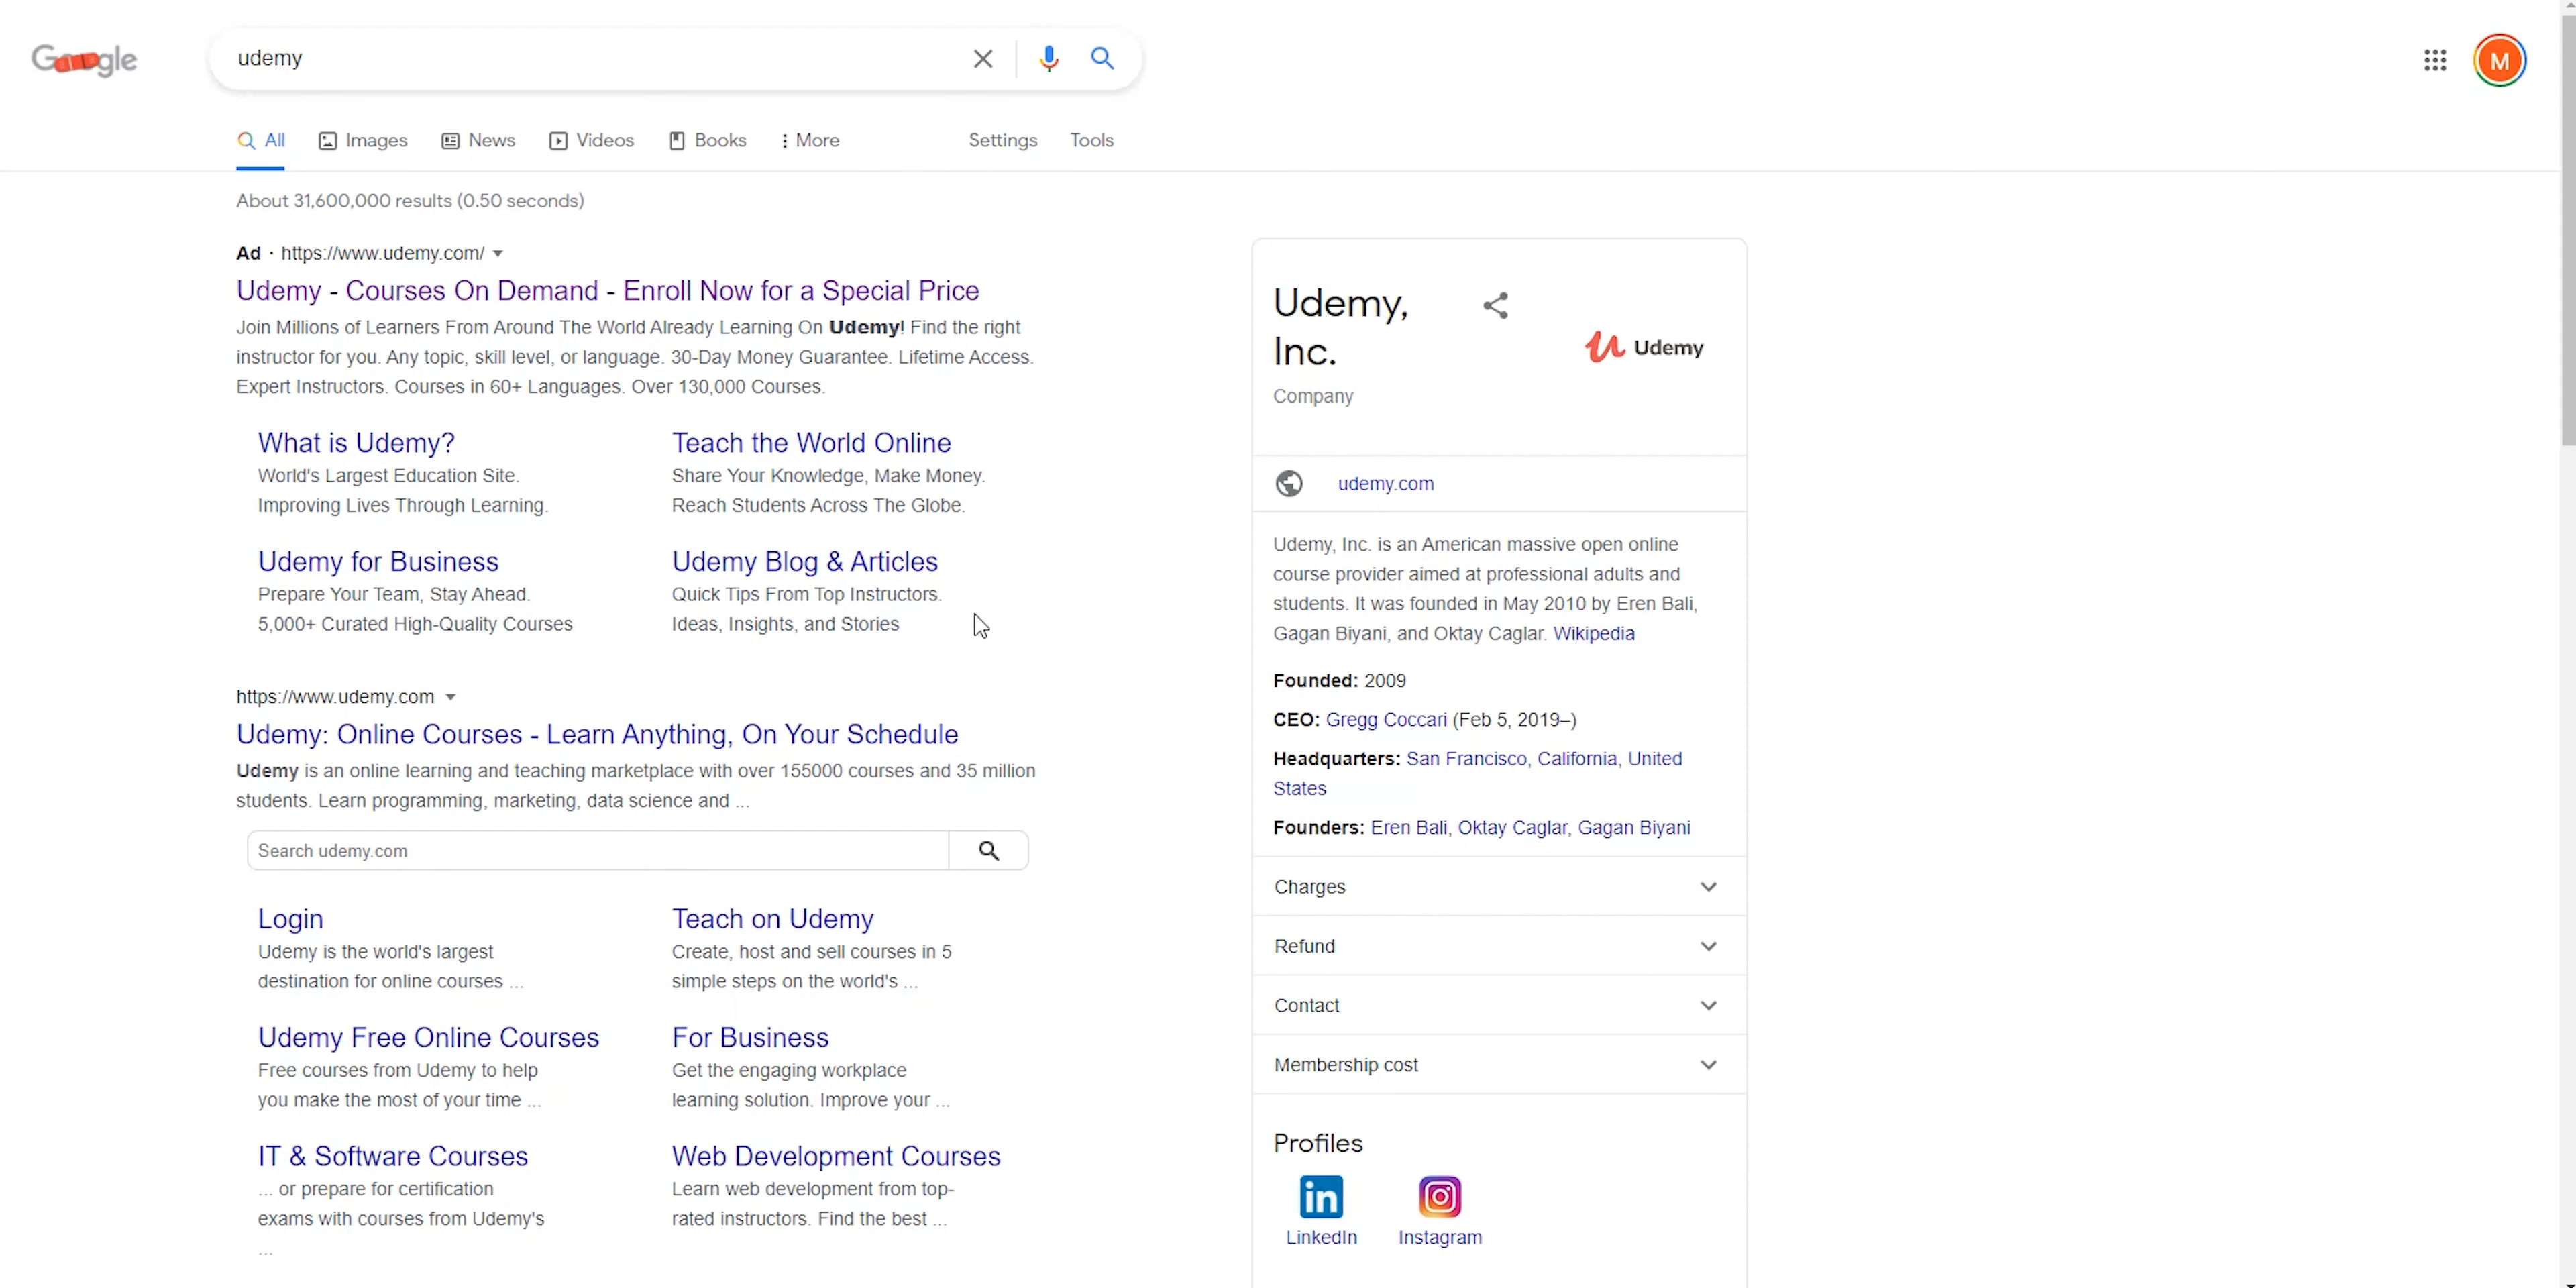 Google
udemy
M
All
Images
News
Videos
Books
More
Settings
Tools
About 31,600,000 results (0.50 seconds)
Ad · https://www.udemy.com/
Udemy - Courses On Demand - Enroll Now for a Special Price
Join Millions of Learners From Around The World Already Learning On Udemy! Find the right
instructor for you. Any topic, skill level, or language. 30-Day Money Guarantee. Lifetime Access.
Expert Instructors. Courses in 60+ Languages. Over 130,000 Courses.
What is Udemy?
World's Largest Education Site.
Improving Lives Through Learning.
Teach the World Online
Share Your Knowledge, Make Money.
Reach Students Across The Globe.
Udemy for Business
Prepare Your Team, Stay Ahead.
5,000+ Curated High-Quality Courses
Udemy Blog & Articles
Quick Tips From Top Instructors.
Ideas, Insights, and Stories
https://www.udemy.com
Udemy: Online Courses - Learn Anything, On Your Schedule
Udemy is an online learning and teaching marketplace with over 155000 courses and 35 million
students. Learn programming, marketing, data science and ...
Search udemy.com
Login
Udemy is the world's largest
destination for online courses ...
Teach on Udemy
Create, host and sell courses in 5
simple steps on the world's ...
Udemy Free Online Courses
Free courses from Udemy to help
you make the most of your time ...
For Business
Get the engaging workplace
learning solution. Improve your ...
IT & Software Courses
... or prepare for certification
exams with courses from Udemy's
...
Web Development Courses
Learn web development from top-
rated instructors. Find the best ...
Udemy,
Inc.
Company
Udemy
udemy.com
Udemy, Inc. is an American massive open online
course provider aimed at professional adults and
students. It was founded in May 2010 by Eren Bali,
Gagan Biyani, and Oktay Caglar. Wikipedia
Founded: 2009
CEO: Gregg Coccari (Feb 5, 2019–)
Headquarters: San Francisco, California, United
States
Founders: Eren Bali, Oktay Caglar, Gagan Biyani
Charges
Refund
Contact
Membership cost
Profiles
in
LinkedIn
Instagram